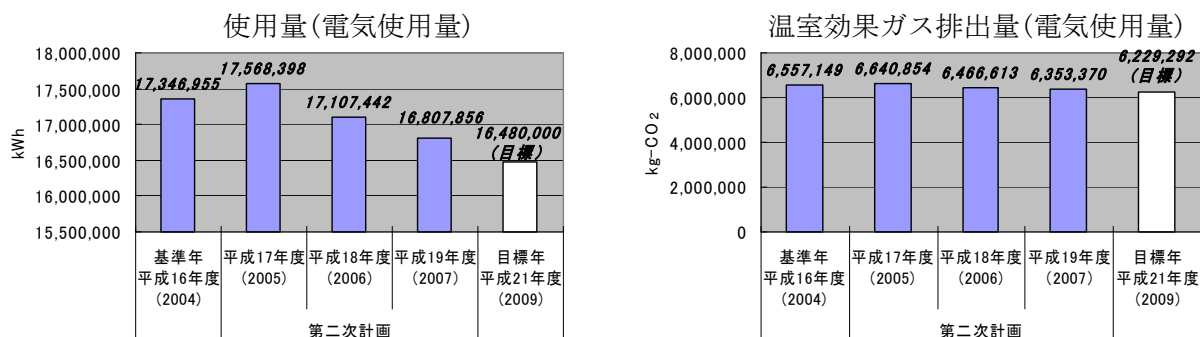 使用量(電気使用量)
18,000,000
17,500,000
17,000,000
16,500,000
16,000,000
15,500,000
kWh
17,346,955
17,568,398
17,107,442
16,807,856
16,480,000
(目標)
基準年
平成16年度
(2004)
平成17年度
(2005)
平成18年度
(2006)
平成19年度
(2007)
目標年
平成21年度
(2009)
第二次計画
温室効果ガス排出量(電気使用量)
8,000,000
6,000,000
4,000,000
2,000,000
0
kg-CO₂
6,557,149
6,640,854
6,466,613
6,353,370
6,229,292
(目標)
基準年
平成16年度
(2004)
平成17年度
(2005)
平成18年度
(2006)
平成19年度
(2007)
目標年
平成21年度
(2009)
第二次計画